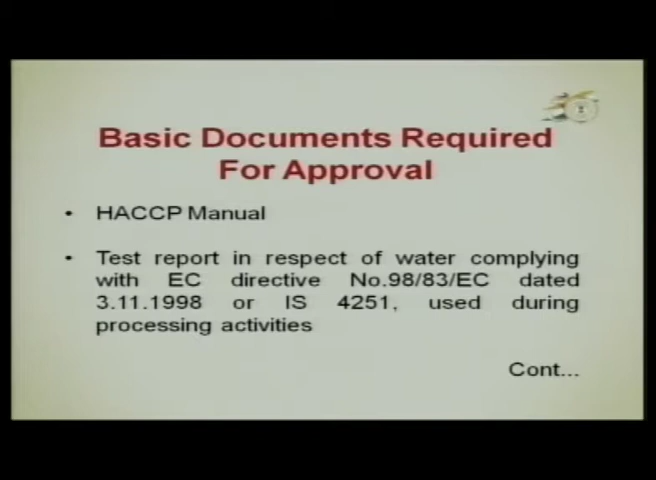 Basic Documents Required
For Approval
• HACCP Manual
• Test report in respect of water complying
with EC directive No.98/83/EC dated
3.11.1998 or IS 4251, used during
processing activities
Cont...